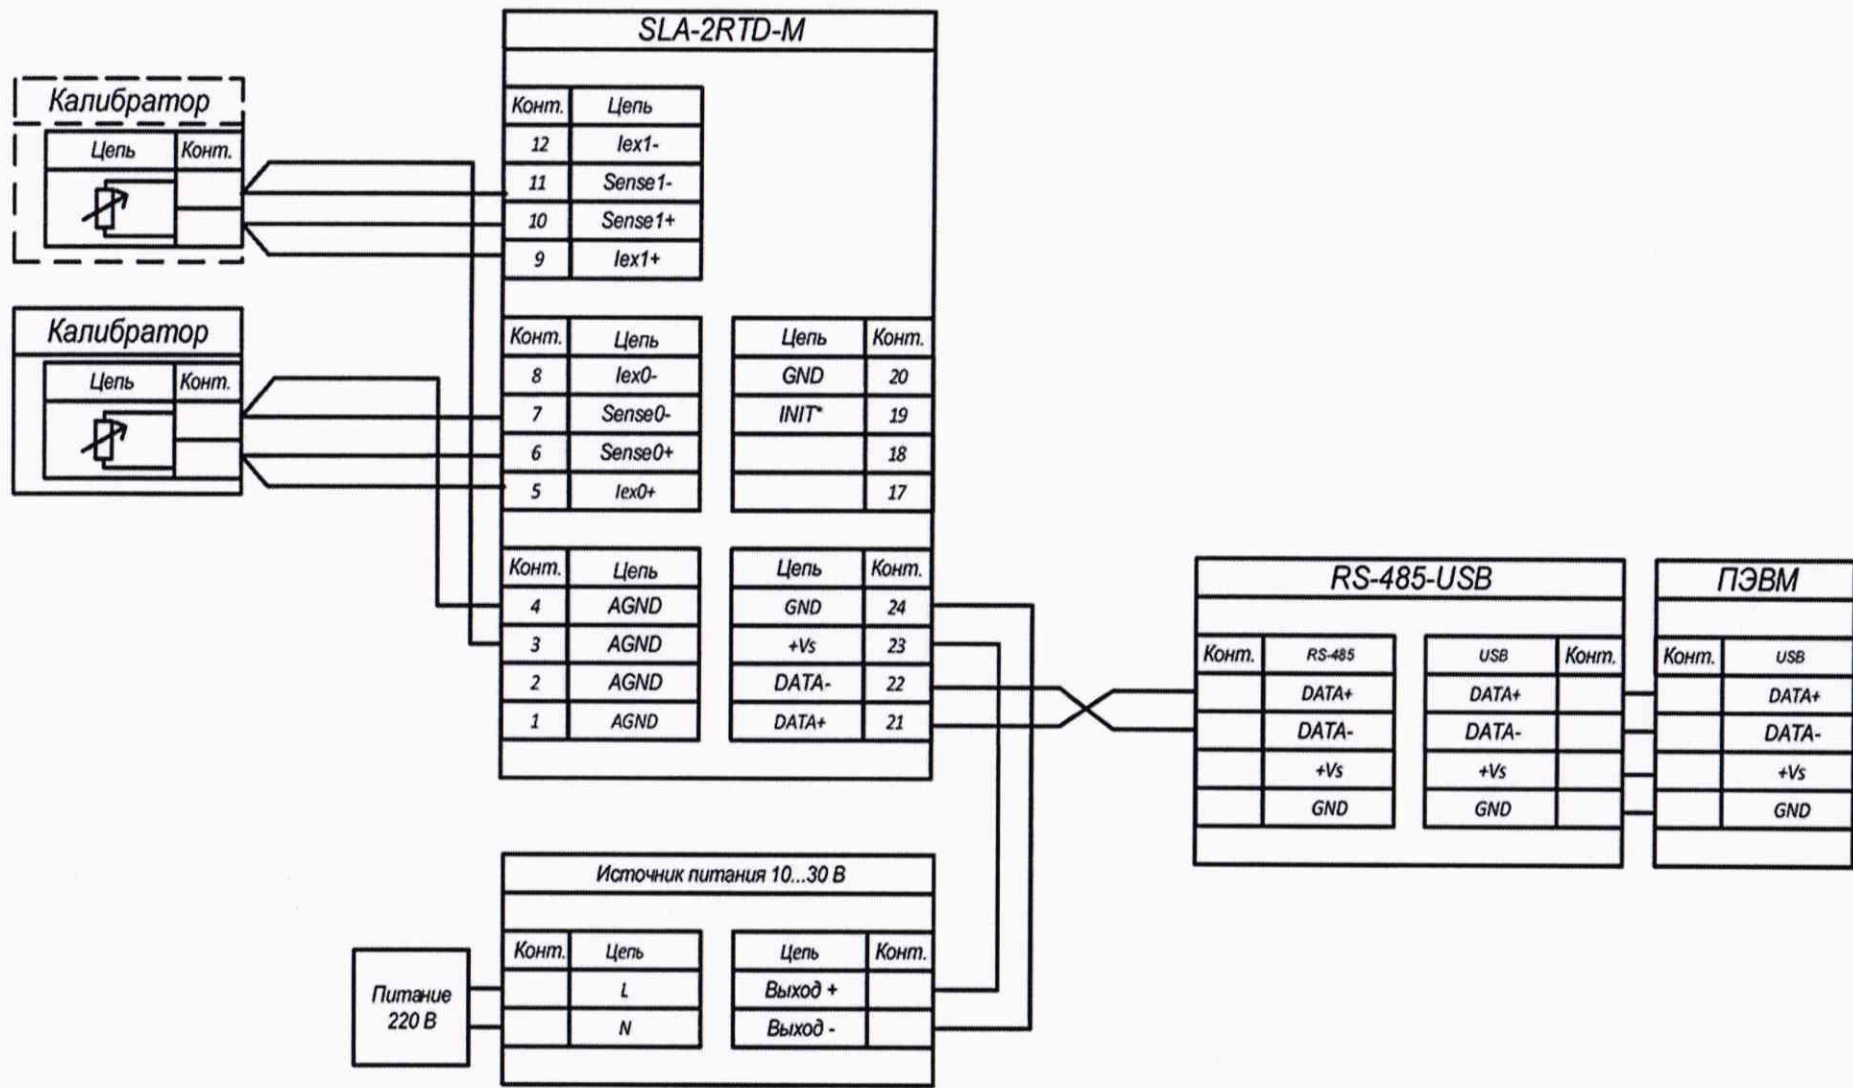 SLA-2RTD-M
Калибратор
Цепь Конт.
Конт. Цепь
12 Iex1-
11 Sense1-
10 Sense1+
9 Iex1+
Калибратор
Цепь Конт.
Конт. Цепь
8 Iex0-
7 Sense0-
6 Sense0+
5 Iex0+
Цепь Конт.
GND 20
INIT* 19
18
17
Конт. Цепь
4 AGND
3 AGND
2 AGND
1 AGND
Цепь Конт.
GND 24
+Vs 23
DATA- 22
DATA+ 21
RS-485-USB
Конт. RS-485
DATA+
DATA-
+Vs
GND
USB Конт.
DATA+
DATA-
+Vs
GND
ПЭВМ
Конт. USB
DATA+
DATA-
+Vs
GND
Источник питания 10...30 В
Конт. Цепь
L
N
Цепь Конт.
Выход +
Выход -
Питание
220 В